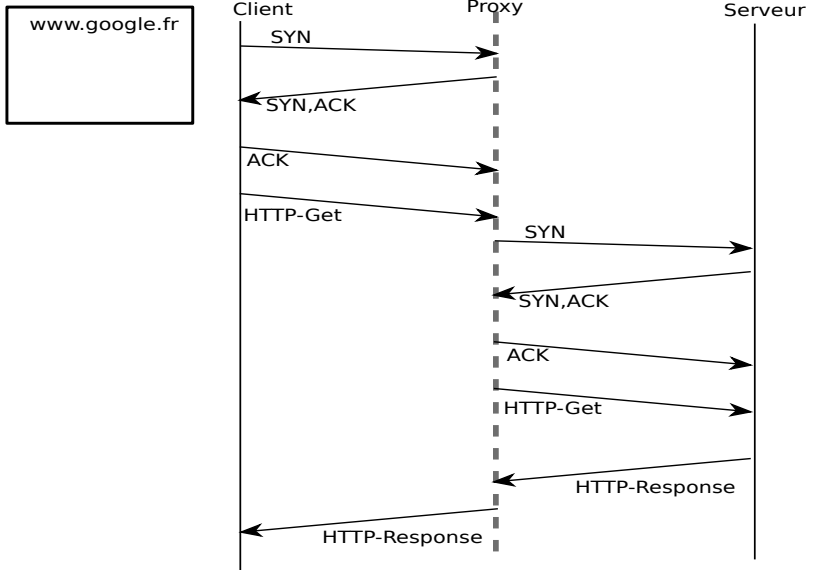 Client
Proxy
Serveur
www.google.fr
SYN
SYN,ACK
ACK
HTTP-Get
SYN
SYN,ACK
ACK
HTTP-Get
HTTP-Response
HTTP-Response